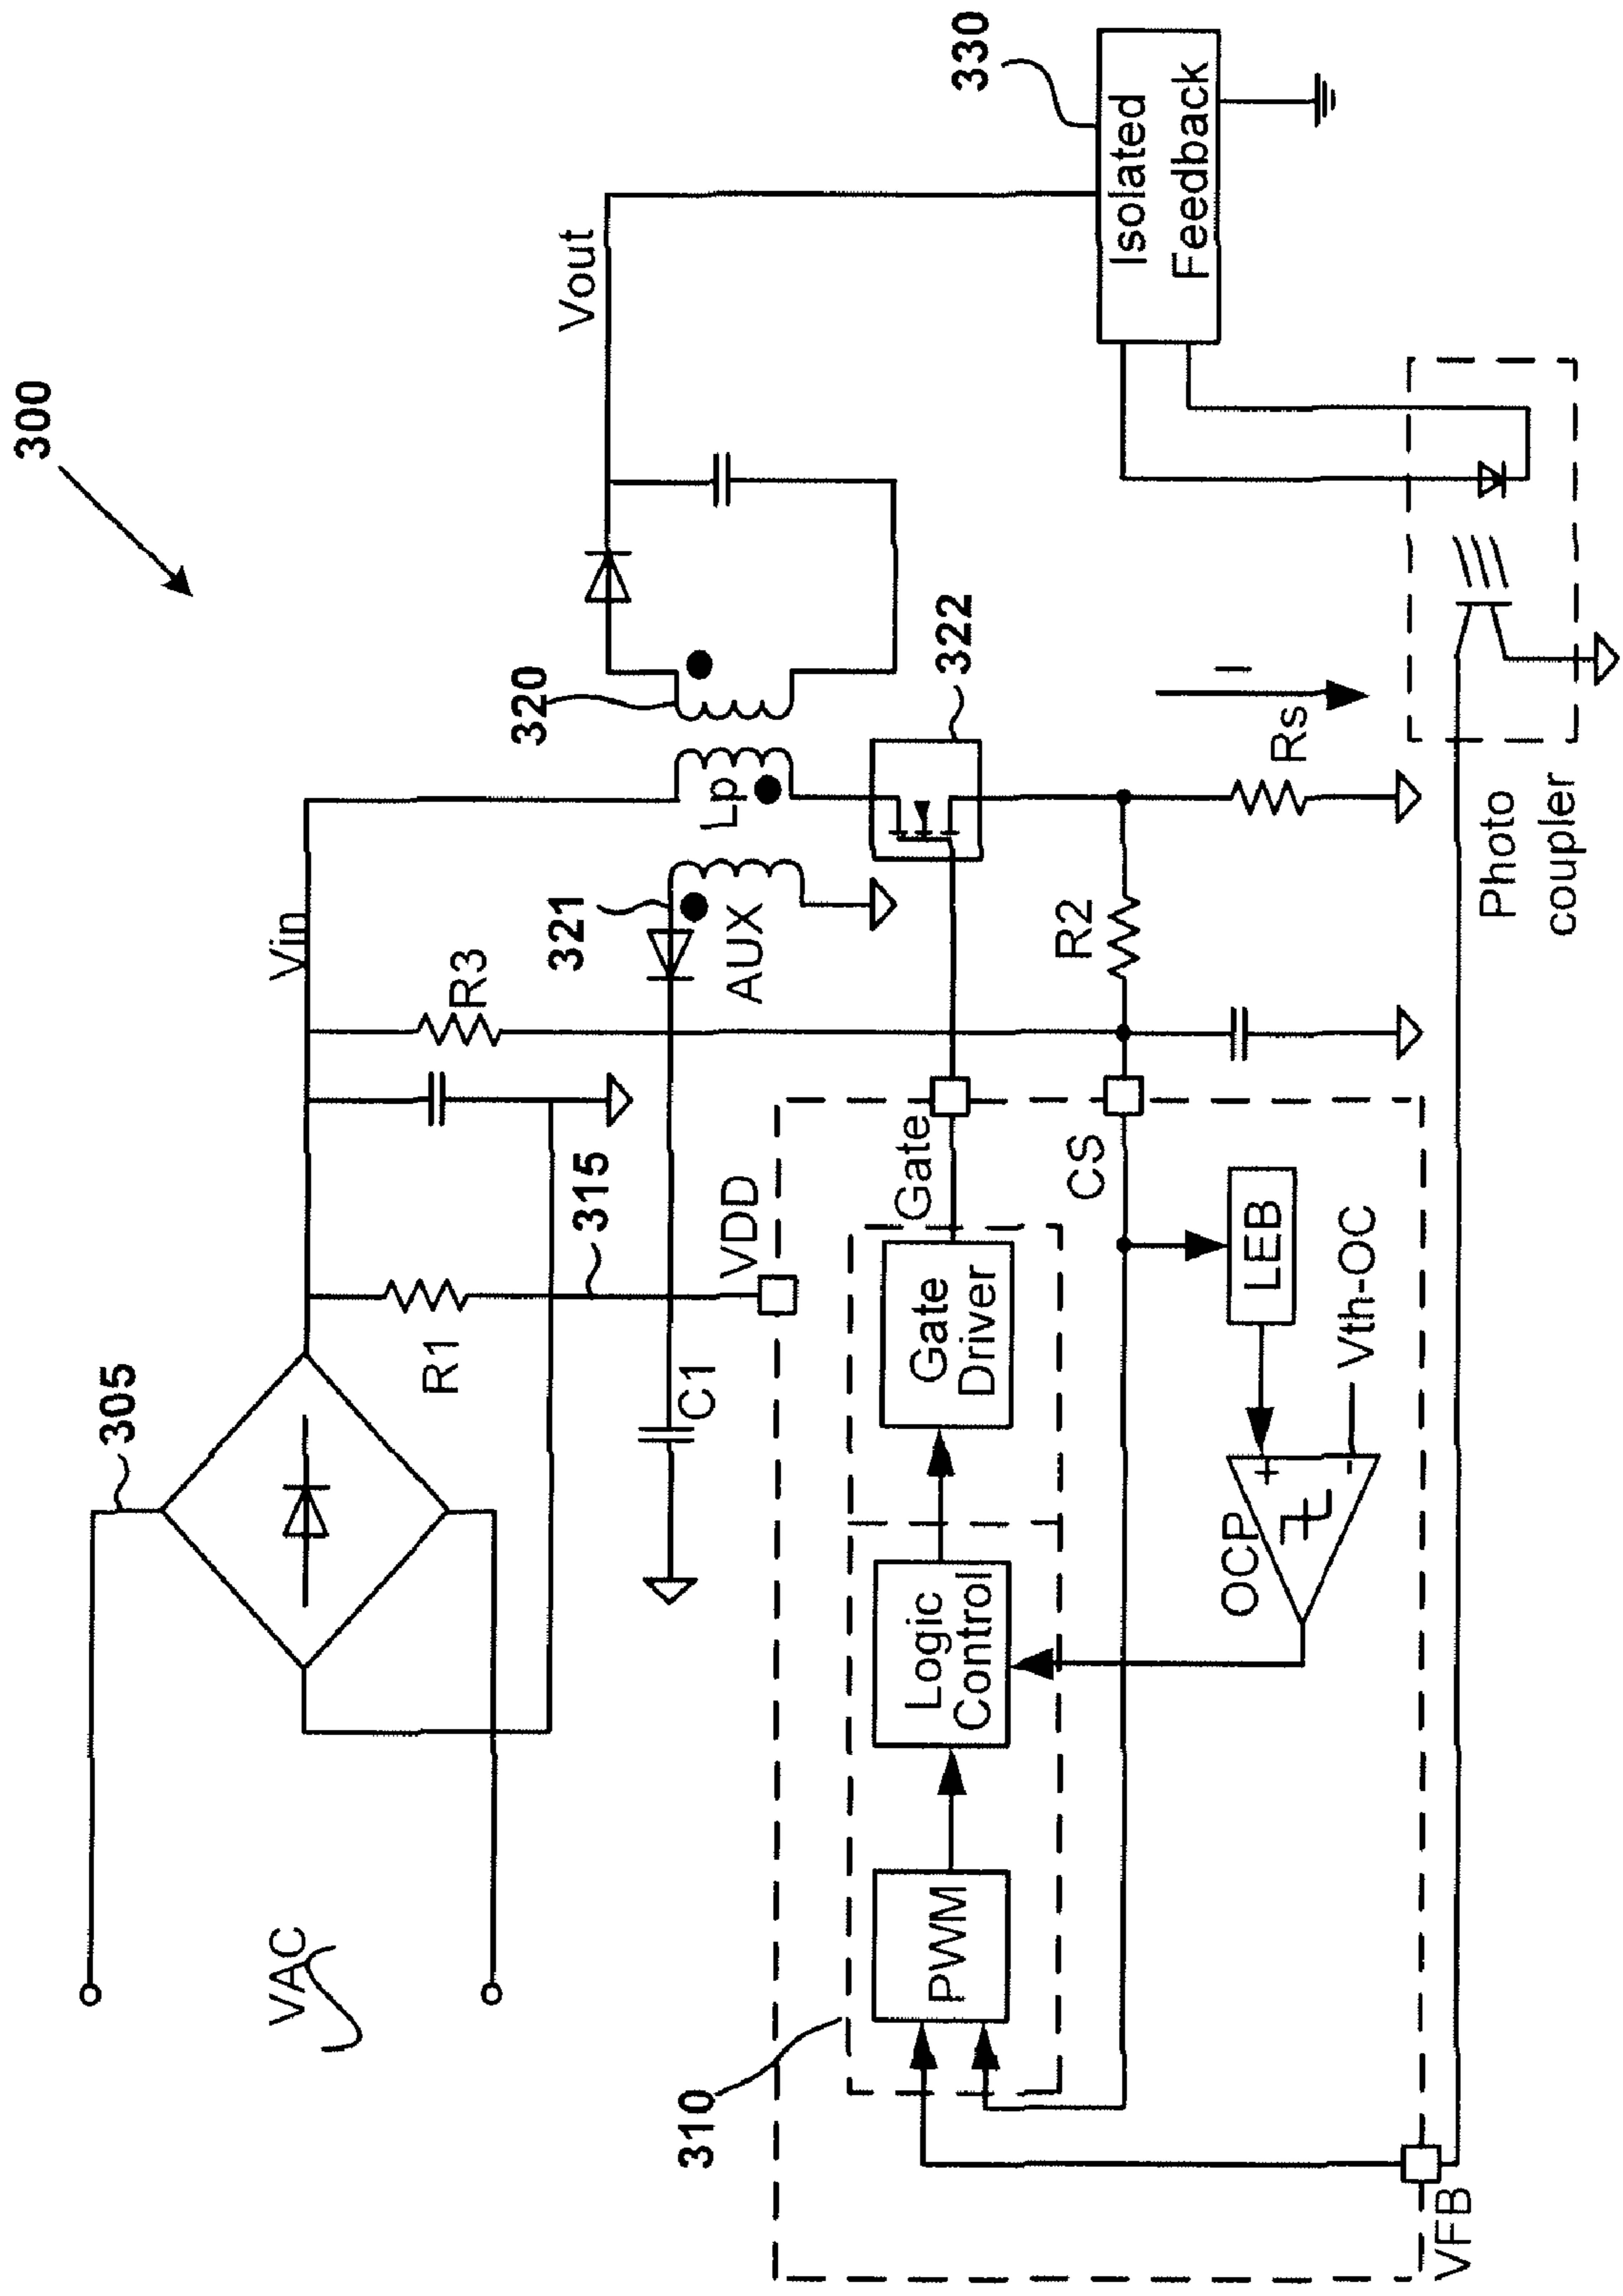 300
305
VAC
Vin
R1
R3
315
C1
VDD
321
AUX
Lp
320
Vout
322
310
PWM
Logic
Control
Gate
Driver
Gate
CS
R2
I
Rs
LEB
OCP
+
-
Vth-OC
VFB
330
Isolated
Feedback
Photo
coupler